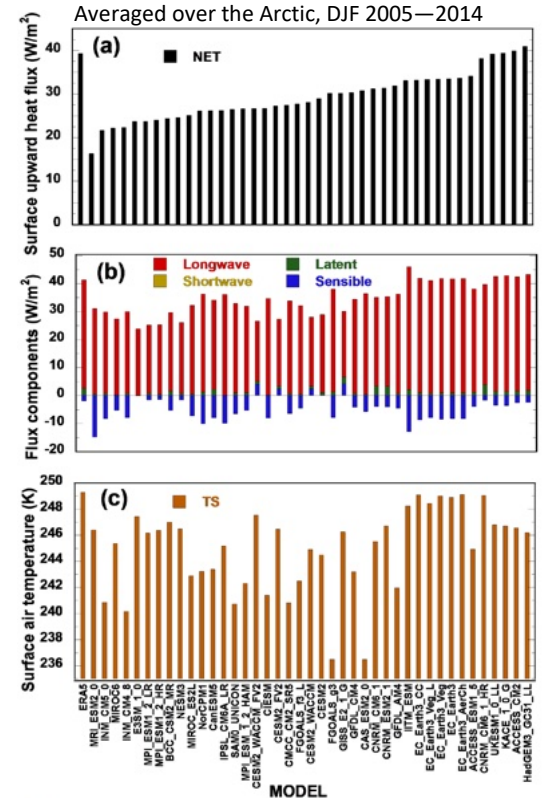 Averaged over the Arctic, DJF 2005—2014
Surface upward heat flux (W/m²)
(a)
NET
40
30
20
10
0
Flux components (W/m²)
(b)
Longwave
Latent
Shortwave
Sensible
50
40
30
20
10
0
-10
-20
Surface air temperature (K)
(c)
TS
250
248
246
244
242
240
238
236
ERA5
MRI_ESM2_0
INM_CM5_0
MIROC6
INM_CM4_8
E3SM_1_0
MPI_ESM1_2_LR
MPI_ESM1_2_HR
BCC_CSM2_MR
NESM3
MIROC_ES2L
NorCPM1
CanESM5
IPSL_CM6A_LR
SAM0_UNICON
MPI_ESM_1_2_HAM
CESM2_WACCM_FV2
CIESM
CESM2_FV2
CMCC_CM2_SR5
FGOALS_f3_L
CESM2_WACCM
CESM2
FGOALS_g3
GISS_E2_1_G
GFDL_CM4
CAS_ESM2_0
CNRM_CM6_1
CNRM_ESM2_1
GFDL_AM4
IITM_ESM
EC_Earth3_CC
EC_Earth3_Veg_L
EC_Earth3_Veg
EC_Earth3
EC_Earth3_AerCh
ACCESS_ESM1_5
CNRM_CM6_1_HR
UKESM1_0_LL
KACE_1_0_G
ACCESS_CM2
HadGEM3_GC31_LL
MODEL